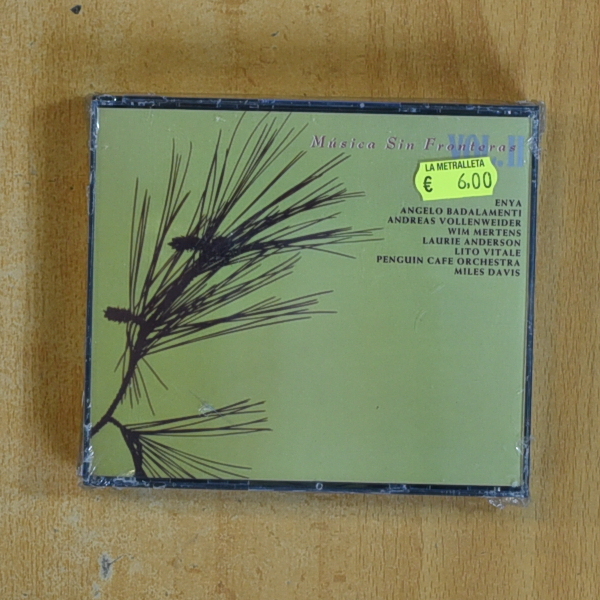 Música Sin Fronteras
VOL. II
LA METRALLETA
€ 6,00
ENYA
ANGELO BADALAMENTI
ANDREAS VOLLENWEIDER
WIM MERTENS
LAURIE ANDERSON
LITO VITALE
PENGUIN CAFE ORCHESTRA
MILES DAVIS